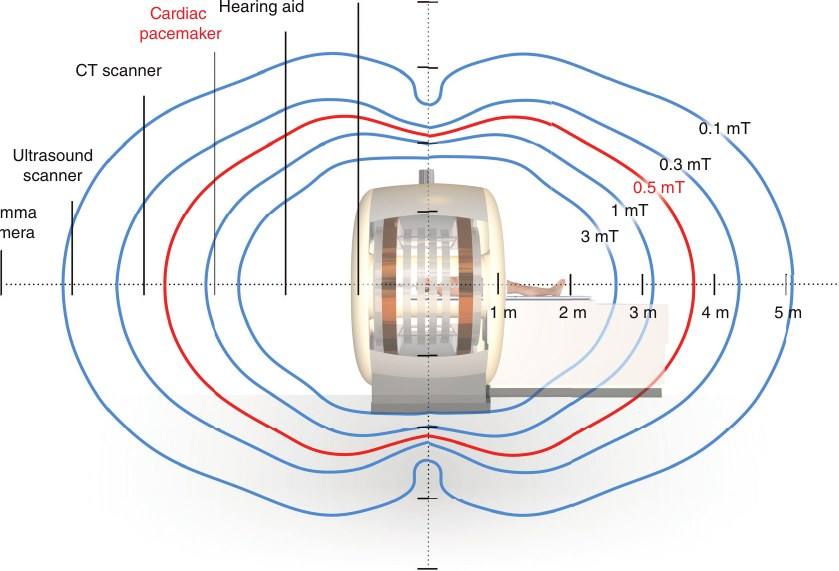 Cardiac
pacemaker
Hearing aid
CT scanner
Ultrasound
scanner
mma
mera
0.1 mT
0.3 mT
0.5 mT
1 mT
3 mT
1 m
2 m
3 m
4 m
5 m